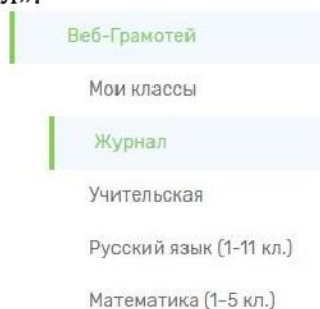 Веб-Грамотей
Мои классы
Журнал
Учительская
Русский язык (1-11 кл.)
Математика (1-5 кл.)